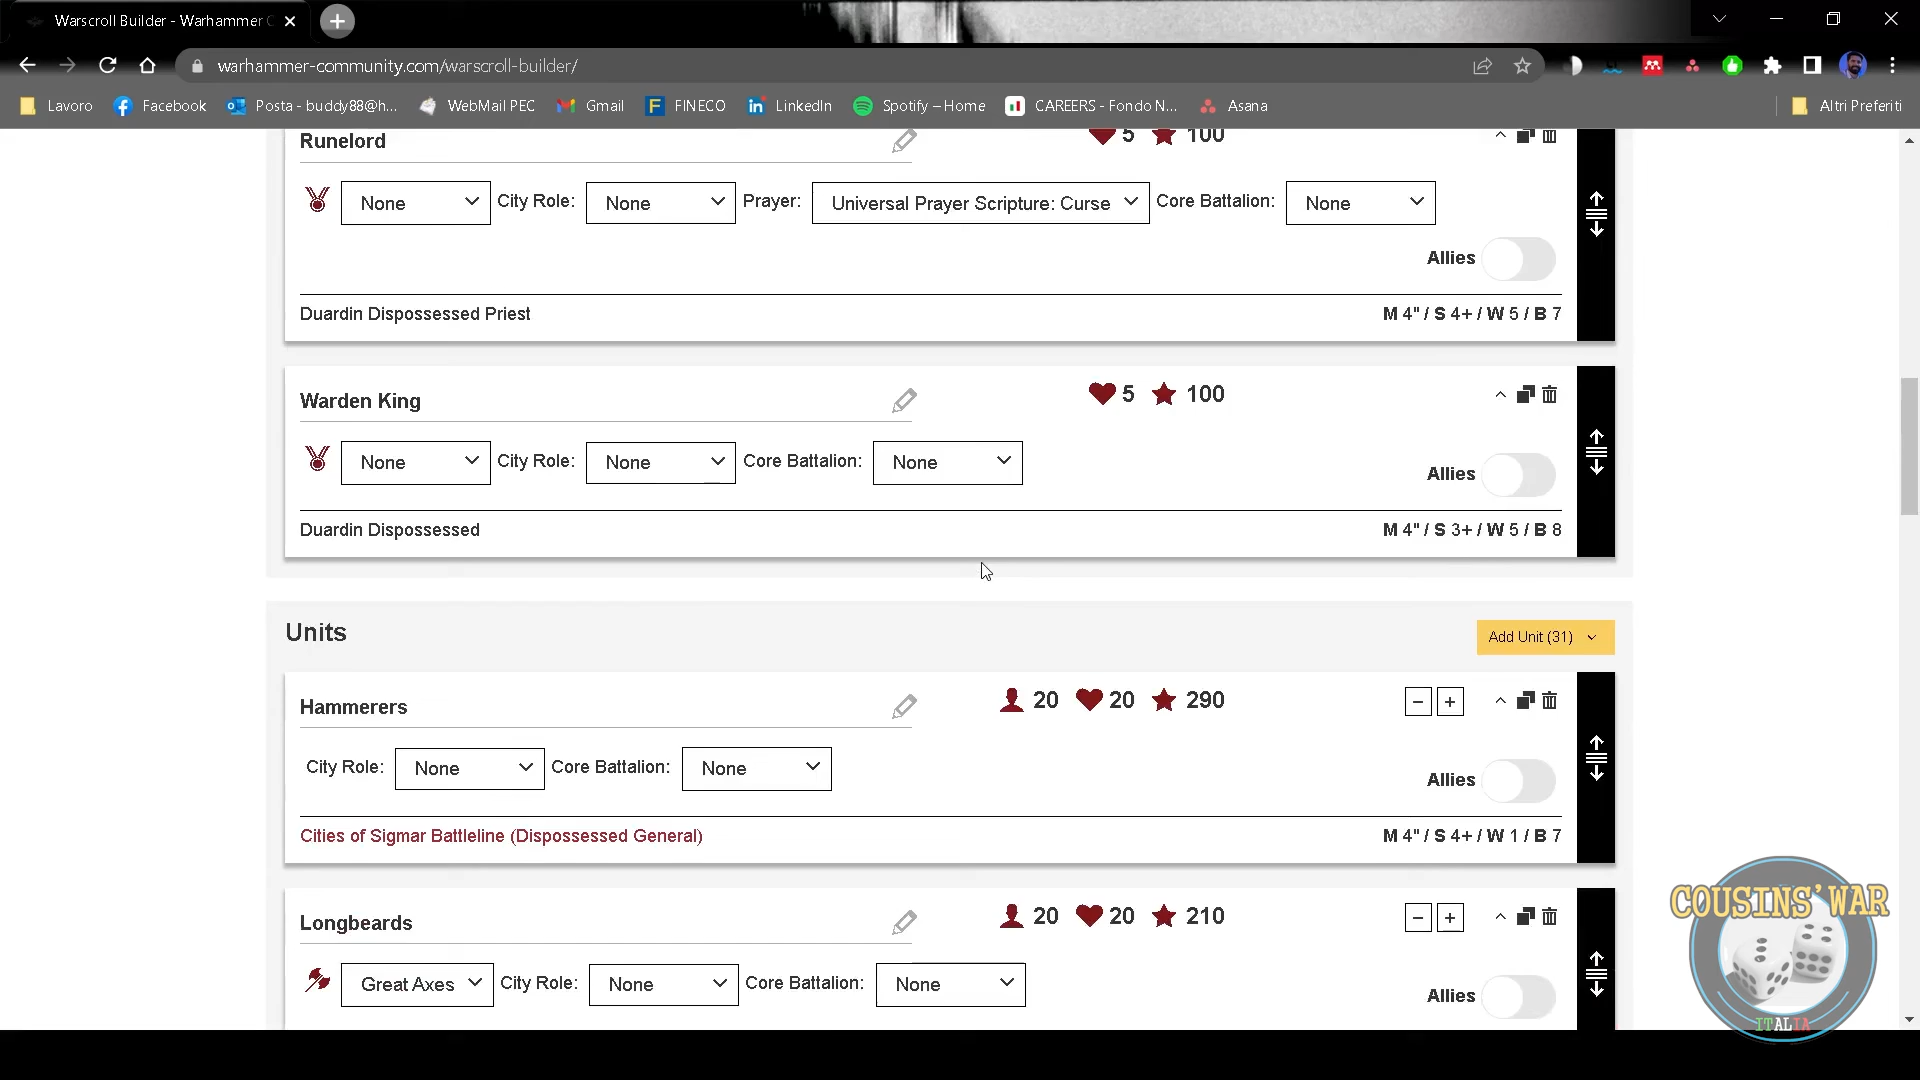 Warscroll Builder - Warhammer C
warhammer-community.com/warscroll-builder/
Lavoro Facebook Posta - buddy88@h... WebMail PEC Gmail FINECO LinkedIn Spotify – Home CAREERS - Fondo N... Asana Altri Preferiti
Runelord 5 100
None City Role: None Prayer: Universal Prayer Scripture: Curse Core Battalion: None
Allies
Duardin Dispossessed Priest M 4" / S 4+ / W 5 / B 7
Warden King 5 100
None City Role: None Core Battalion: None
Allies
Duardin Dispossessed M 4" / S 3+ / W 5 / B 8
Units Add Unit (31)
Hammerers 20 20 290
City Role: None Core Battalion: None
Allies
Cities of Sigmar Battleline (Dispossessed General) M 4" / S 4+ / W 1 / B 7
Longbeards 20 20 210
Great Axes City Role: None Core Battalion: None
Allies
COUSINS' WAR
ITALIA